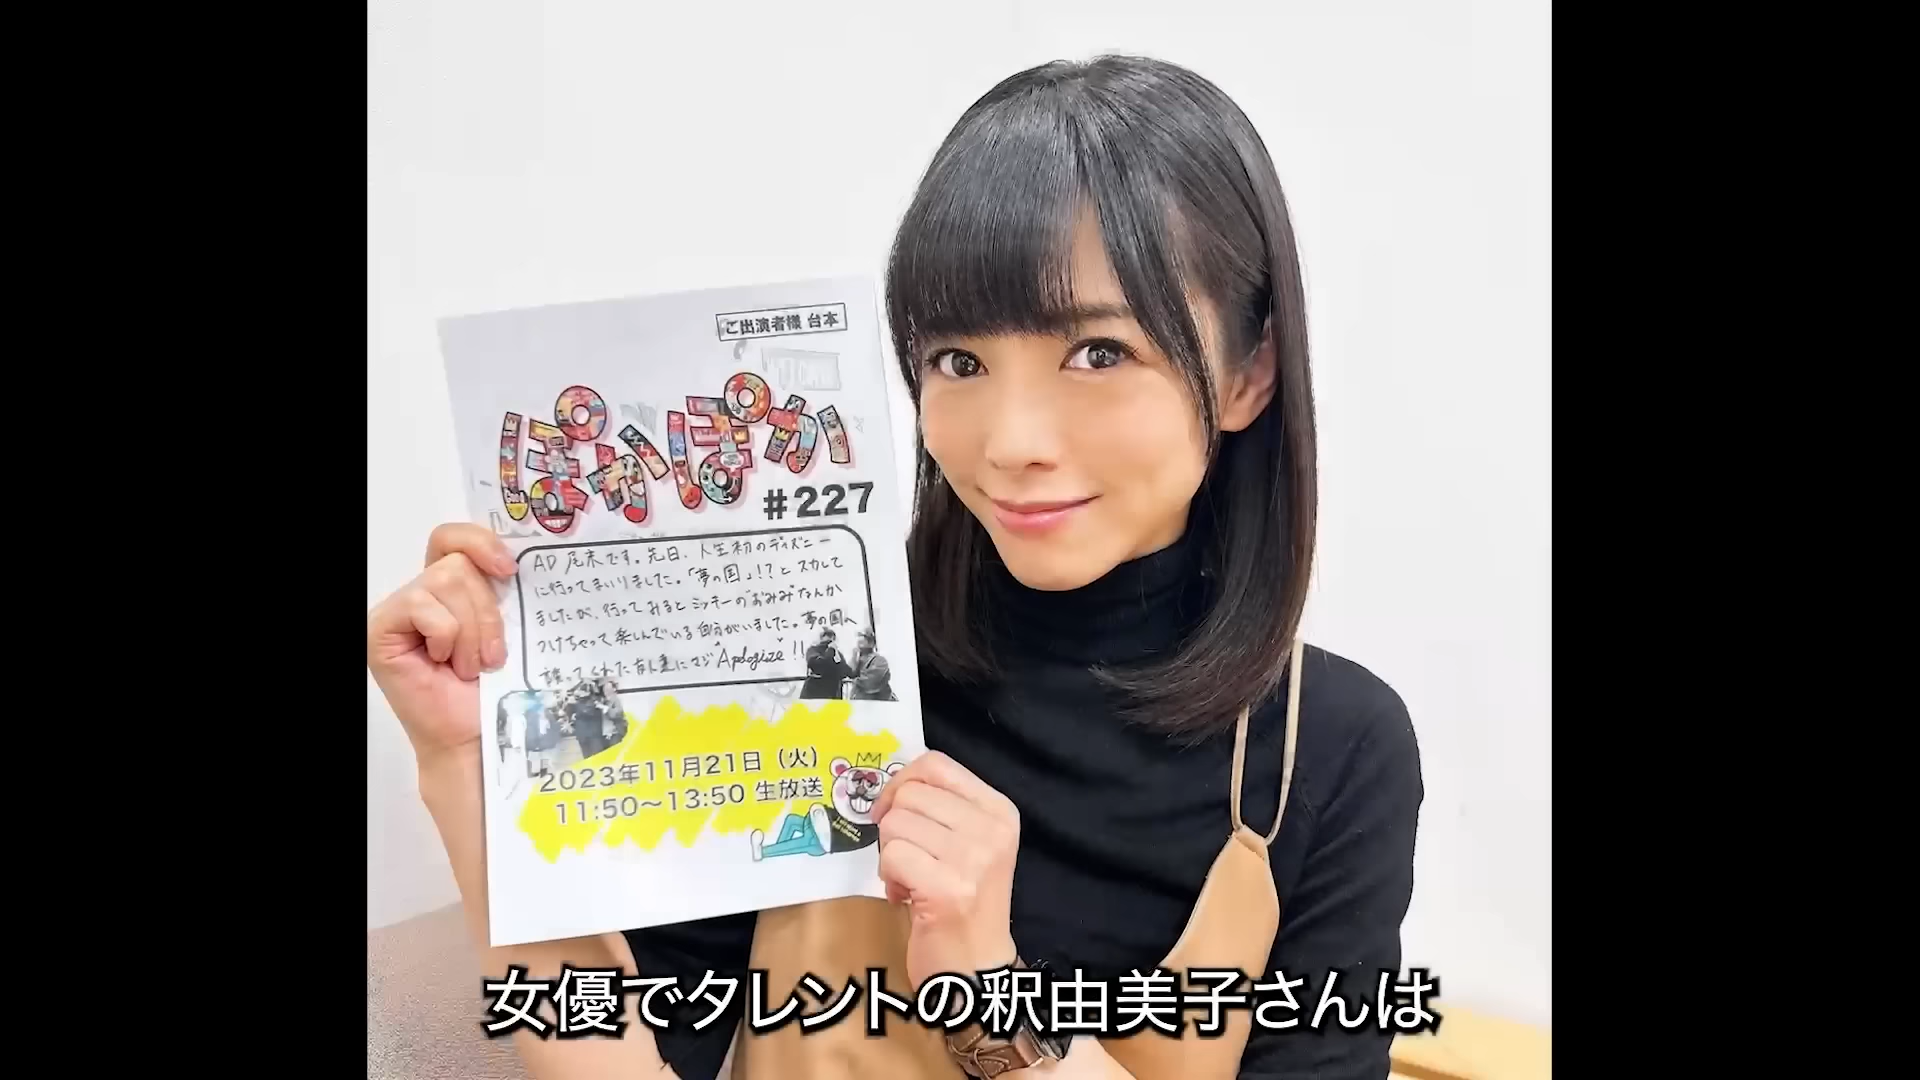 ご出演者様 台本
ぽかぽか
#227
AD 尾末です。先日、人生初のディズニー
に行ってまいりました。「夢の国」!?とスカして
ましたが、行ってみるとミッキーの"おみみ"なんか
つけちゃって楽しんでいる自分がいました。夢の国へ
誘ってくれた友人達にマジ"Apologize"!!
2023年11月21日（火）
11:50～13:50 生放送
女優でタレントの釈由美子さんは